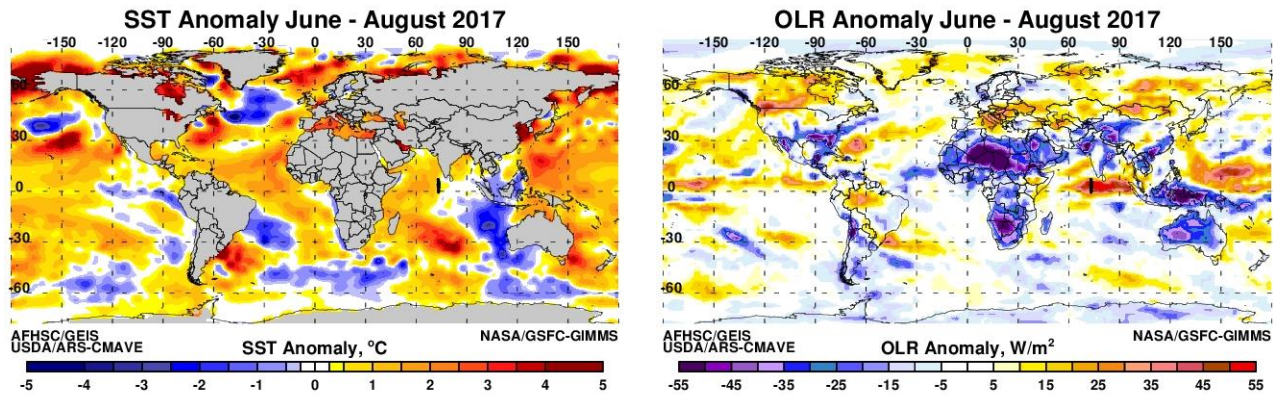 SST Anomaly June - August 2017
-150 -120 -90 -60 -30 0 30 60 90 120 150
60
30
0
-30
-60
AFHSC/GEIS
USDA/ARS-CMAVE
NASA/GSFC-GIMMS
SST Anomaly, °C
-5 -4 -3 -2 -1 0 1 2 3 4 5
OLR Anomaly June - August 2017
-150 -120 -90 -60 -30 0 30 60 90 120 150
60
30
0
-30
-60
AFHSC/GEIS
USDA/ARS-CMAVE
NASA/GSFC-GIMMS
OLR Anomaly, W/m²
-55 -45 -35 -25 -15 -5 5 15 25 35 45 55